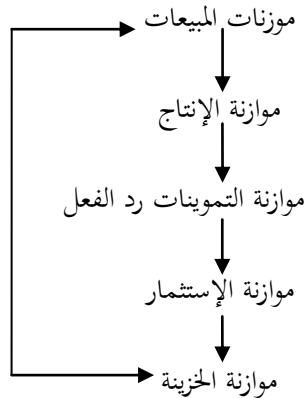 موزنات المبيعات
موازنة الإنتاج
موازنة التموينات رد الفعل
موازنة الإستثمار
موازنة الخزينة